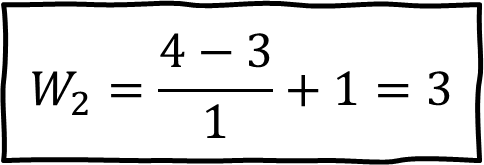 W₂ = (4 − 3)/1 + 1 = 3